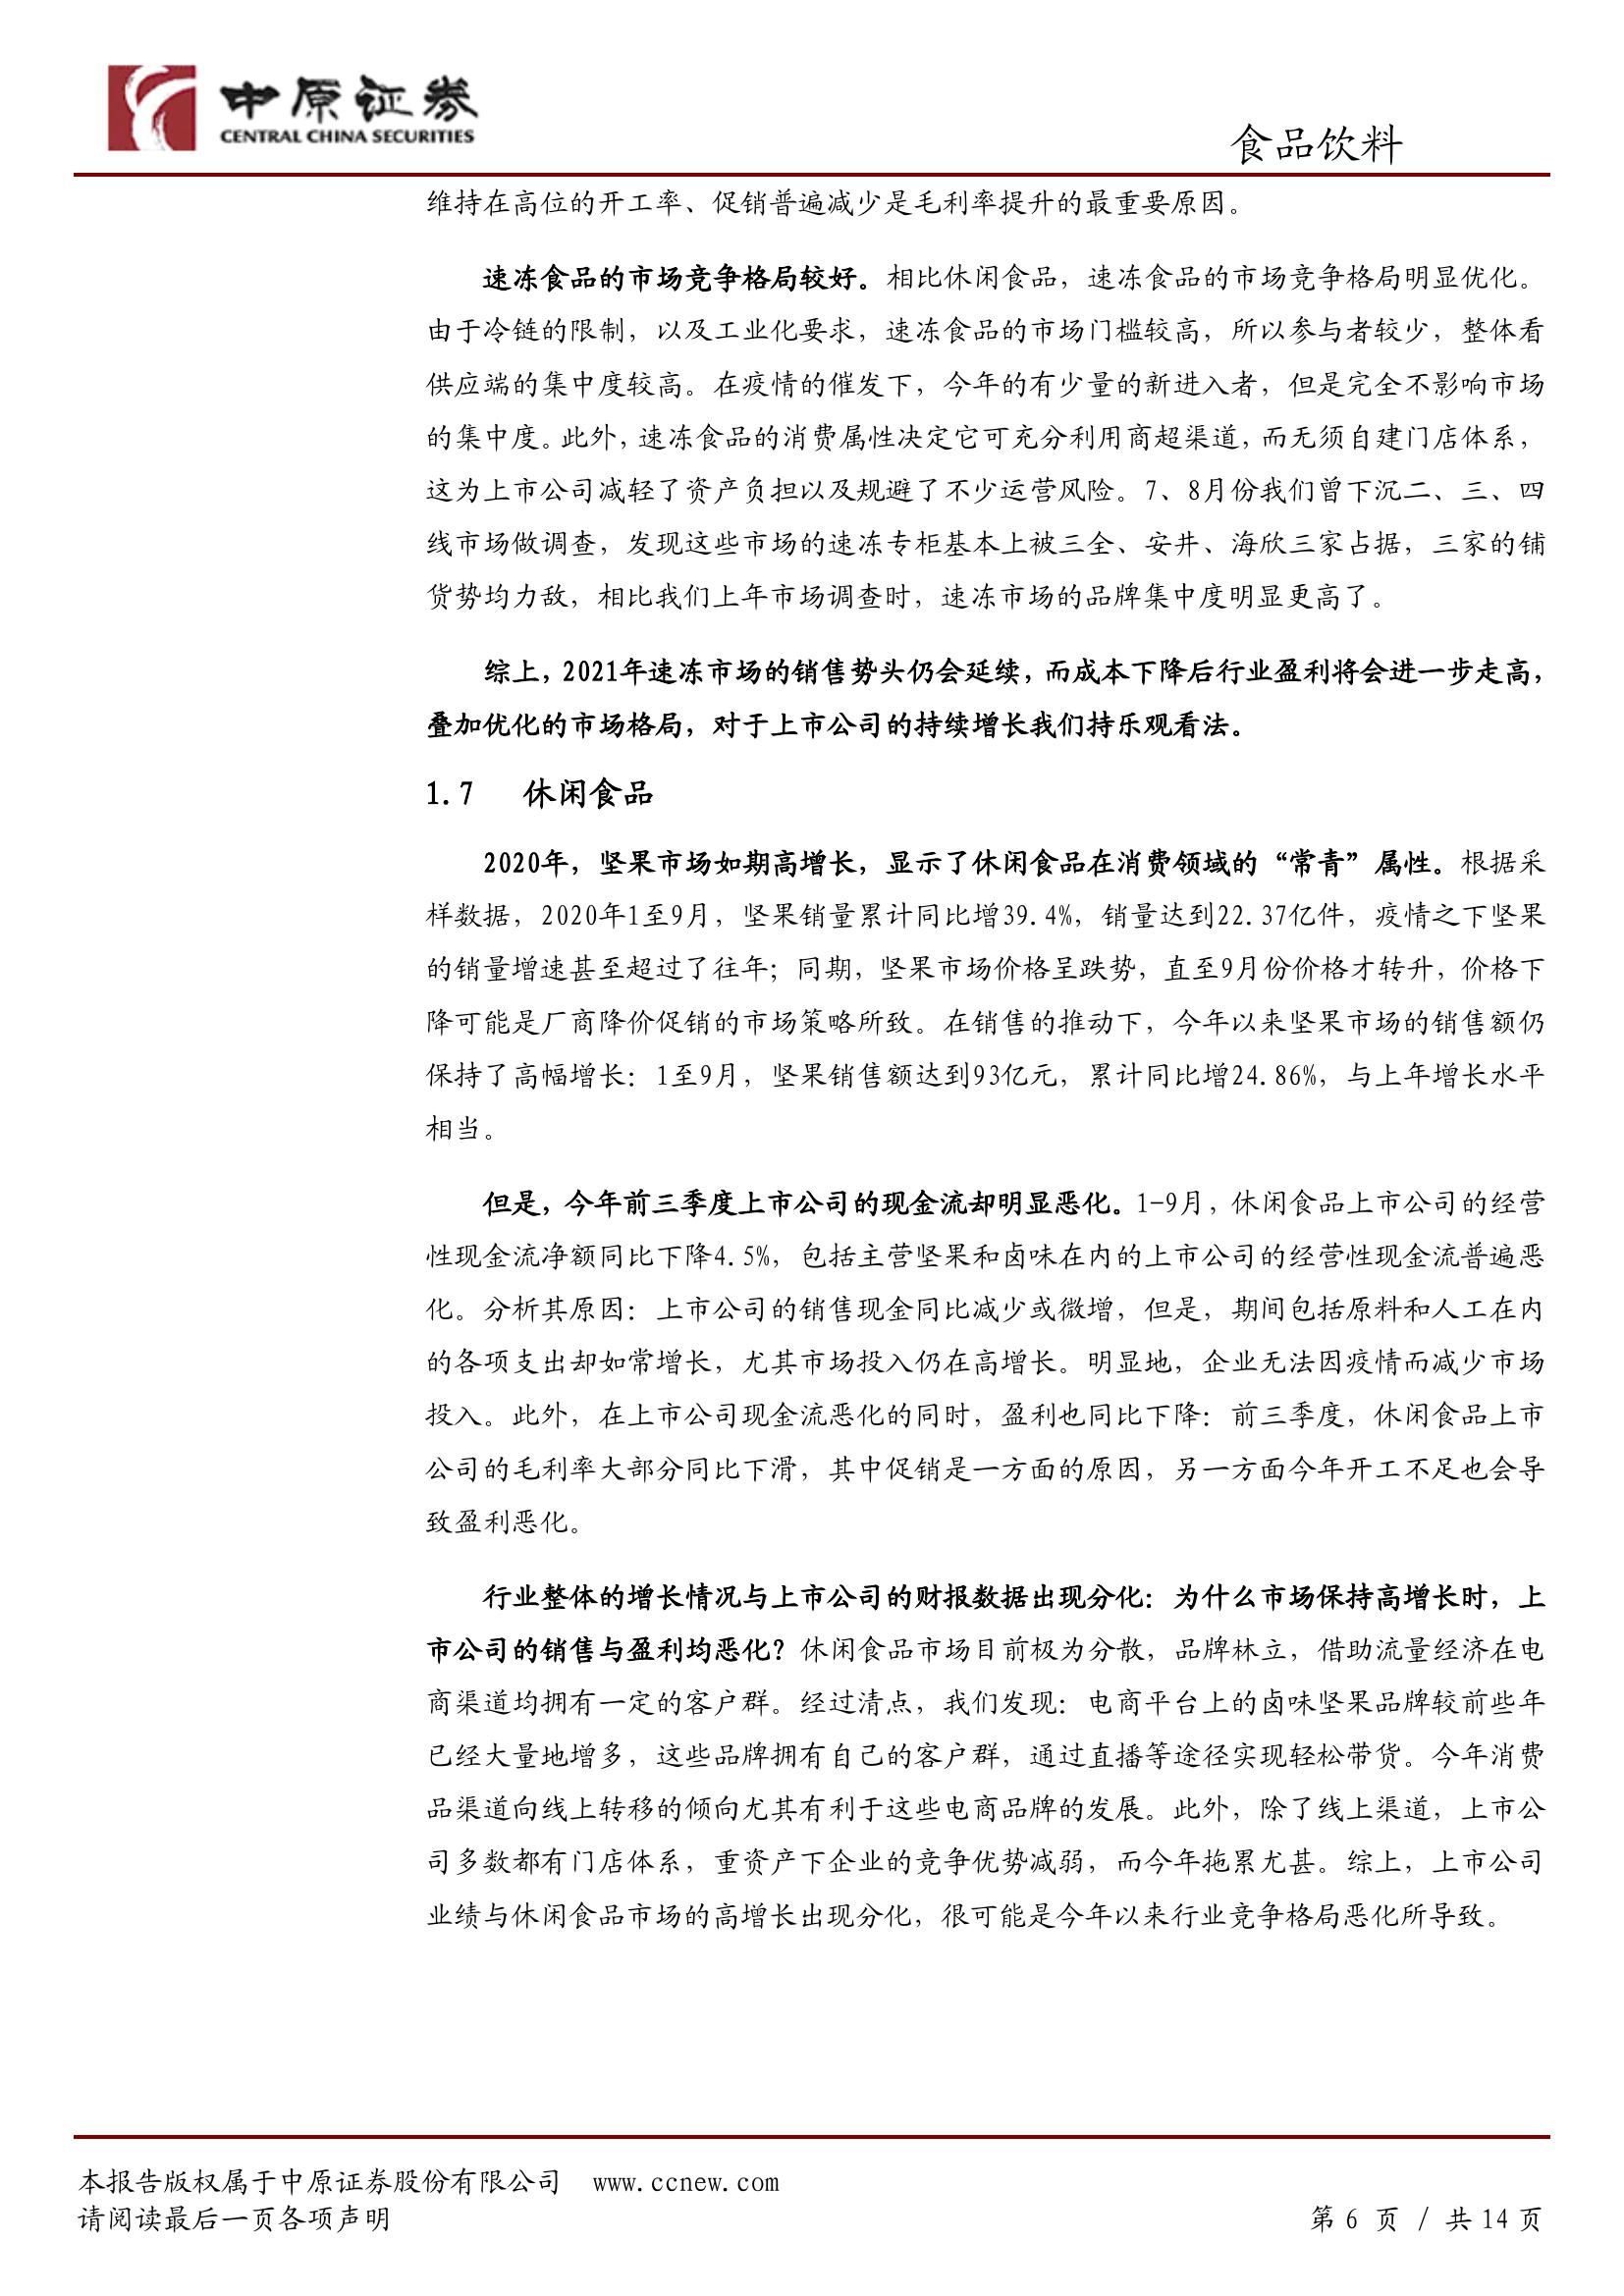 中原证券
CENTRAL CHINA SECURITIES
食品饮料
维持在高位的开工率、促销普遍减少是毛利率提升的最重要原因。
速冻食品的市场竞争格局较好。相比休闲食品，速冻食品的市场竞争格局明显优化。
由于冷链的限制，以及工业化要求，速冻食品的市场门槛较高，所以参与者较少，整体看
供应端的集中度较高。在疫情的催发下，今年的有少量的新进入者，但是完全不影响市场
的集中度。此外，速冻食品的消费属性决定它可充分利用商超渠道，而无须自建门店体系，
这为上市公司减轻了资产负担以及规避了不少运营风险。7、8月份我们曾下沉二、三、四
线市场做调查，发现这些市场的速冻专柜基本上被三全、安井、海欣三家占据，三家的铺
货势均力敌，相比我们上年市场调查时，速冻市场的品牌集中度明显更高了。
综上，2021年速冻市场的销售势头仍会延续，而成本下降后行业盈利将会进一步走高，
叠加优化的市场格局，对于上市公司的持续增长我们持乐观看法。
1.7 休闲食品
2020年，坚果市场如期高增长，显示了休闲食品在消费领域的“常青”属性。根据采
样数据，2020年1至9月，坚果销量累计同比增39.4%，销量达到22.37亿件，疫情之下坚果
的销量增速甚至超过了往年；同期，坚果市场价格呈跌势，直至9月份价格才转升，价格下
降可能是厂商降价促销的市场策略所致。在销售的推动下，今年以来坚果市场的销售额仍
保持了高幅增长：1至9月，坚果销售额达到93亿元，累计同比增24.86%，与上年增长水平
相当。
但是，今年前三季度上市公司的现金流却明显恶化。1-9月，休闲食品上市公司的经营
性现金流净额同比下降4.5%，包括主营坚果和卤味在内的上市公司的经营性现金流普遍恶
化。分析其原因：上市公司的销售现金同比减少或微增，但是，期间包括原料和人工在内
的各项支出却如常增长，尤其市场投入仍在高增长。明显地，企业无法因疫情而减少市场
投入。此外，在上市公司现金流恶化的同时，盈利也同比下降：前三季度，休闲食品上市
公司的毛利率大部分同比下滑，其中促销是一方面的原因，另一方面今年开工不足也会导
致盈利恶化。
行业整体的增长情况与上市公司的财报数据出现分化：为什么市场保持高增长时，上
市公司的销售与盈利均恶化？休闲食品市场目前极为分散，品牌林立，借助流量经济在电
商渠道均拥有一定的客户群。经过清点，我们发现：电商平台上的卤味坚果品牌较前些年
已经大量地增多，这些品牌拥有自己的客户群，通过直播等途径实现轻松带货。今年消费
品渠道向线上转移的倾向尤其有利于这些电商品牌的发展。此外，除了线上渠道，上市公
司多数都有门店体系，重资产下企业的竞争优势减弱，而今年拖累尤甚。综上，上市公司
业绩与休闲食品市场的高增长出现分化，很可能是今年以来行业竞争格局恶化所导致。
本报告版权属于中原证券股份有限公司 www.ccnew.com
请阅读最后一页各项声明
第 6 页 / 共 14 页